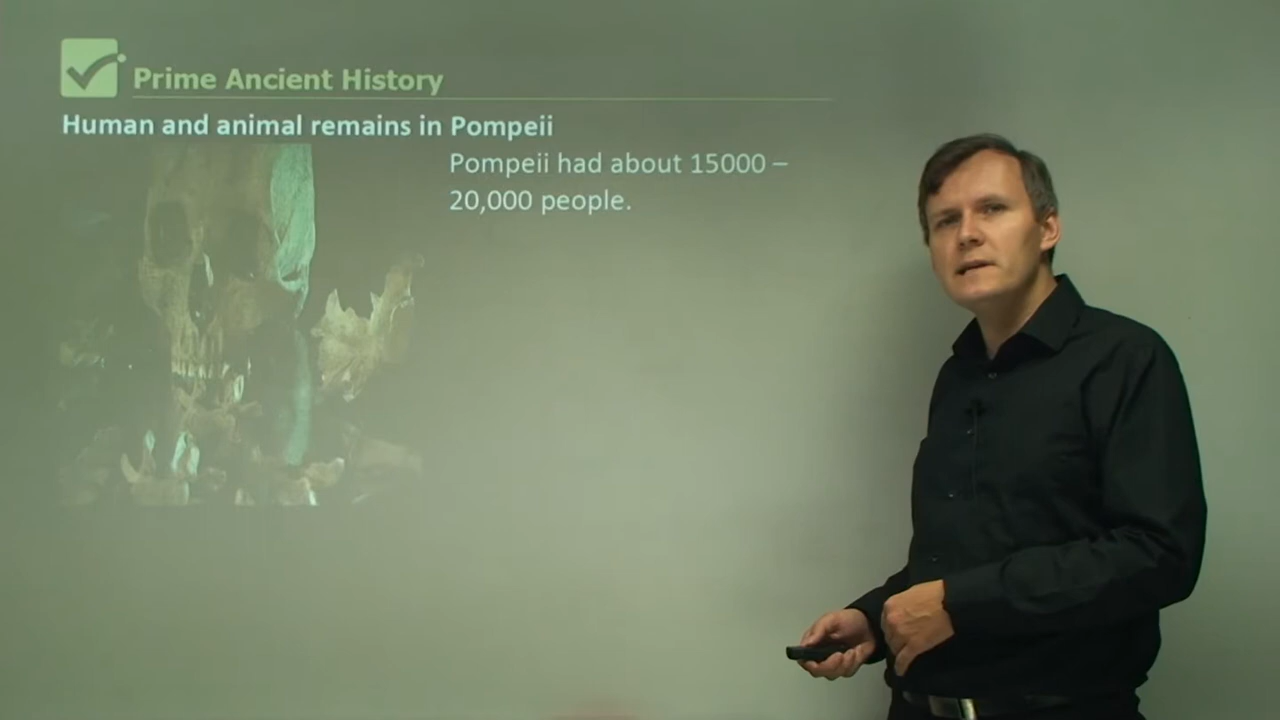 Prime Ancient History
Human and animal remains in Pompeii
Pompeii had about 15000 –
20,000 people.